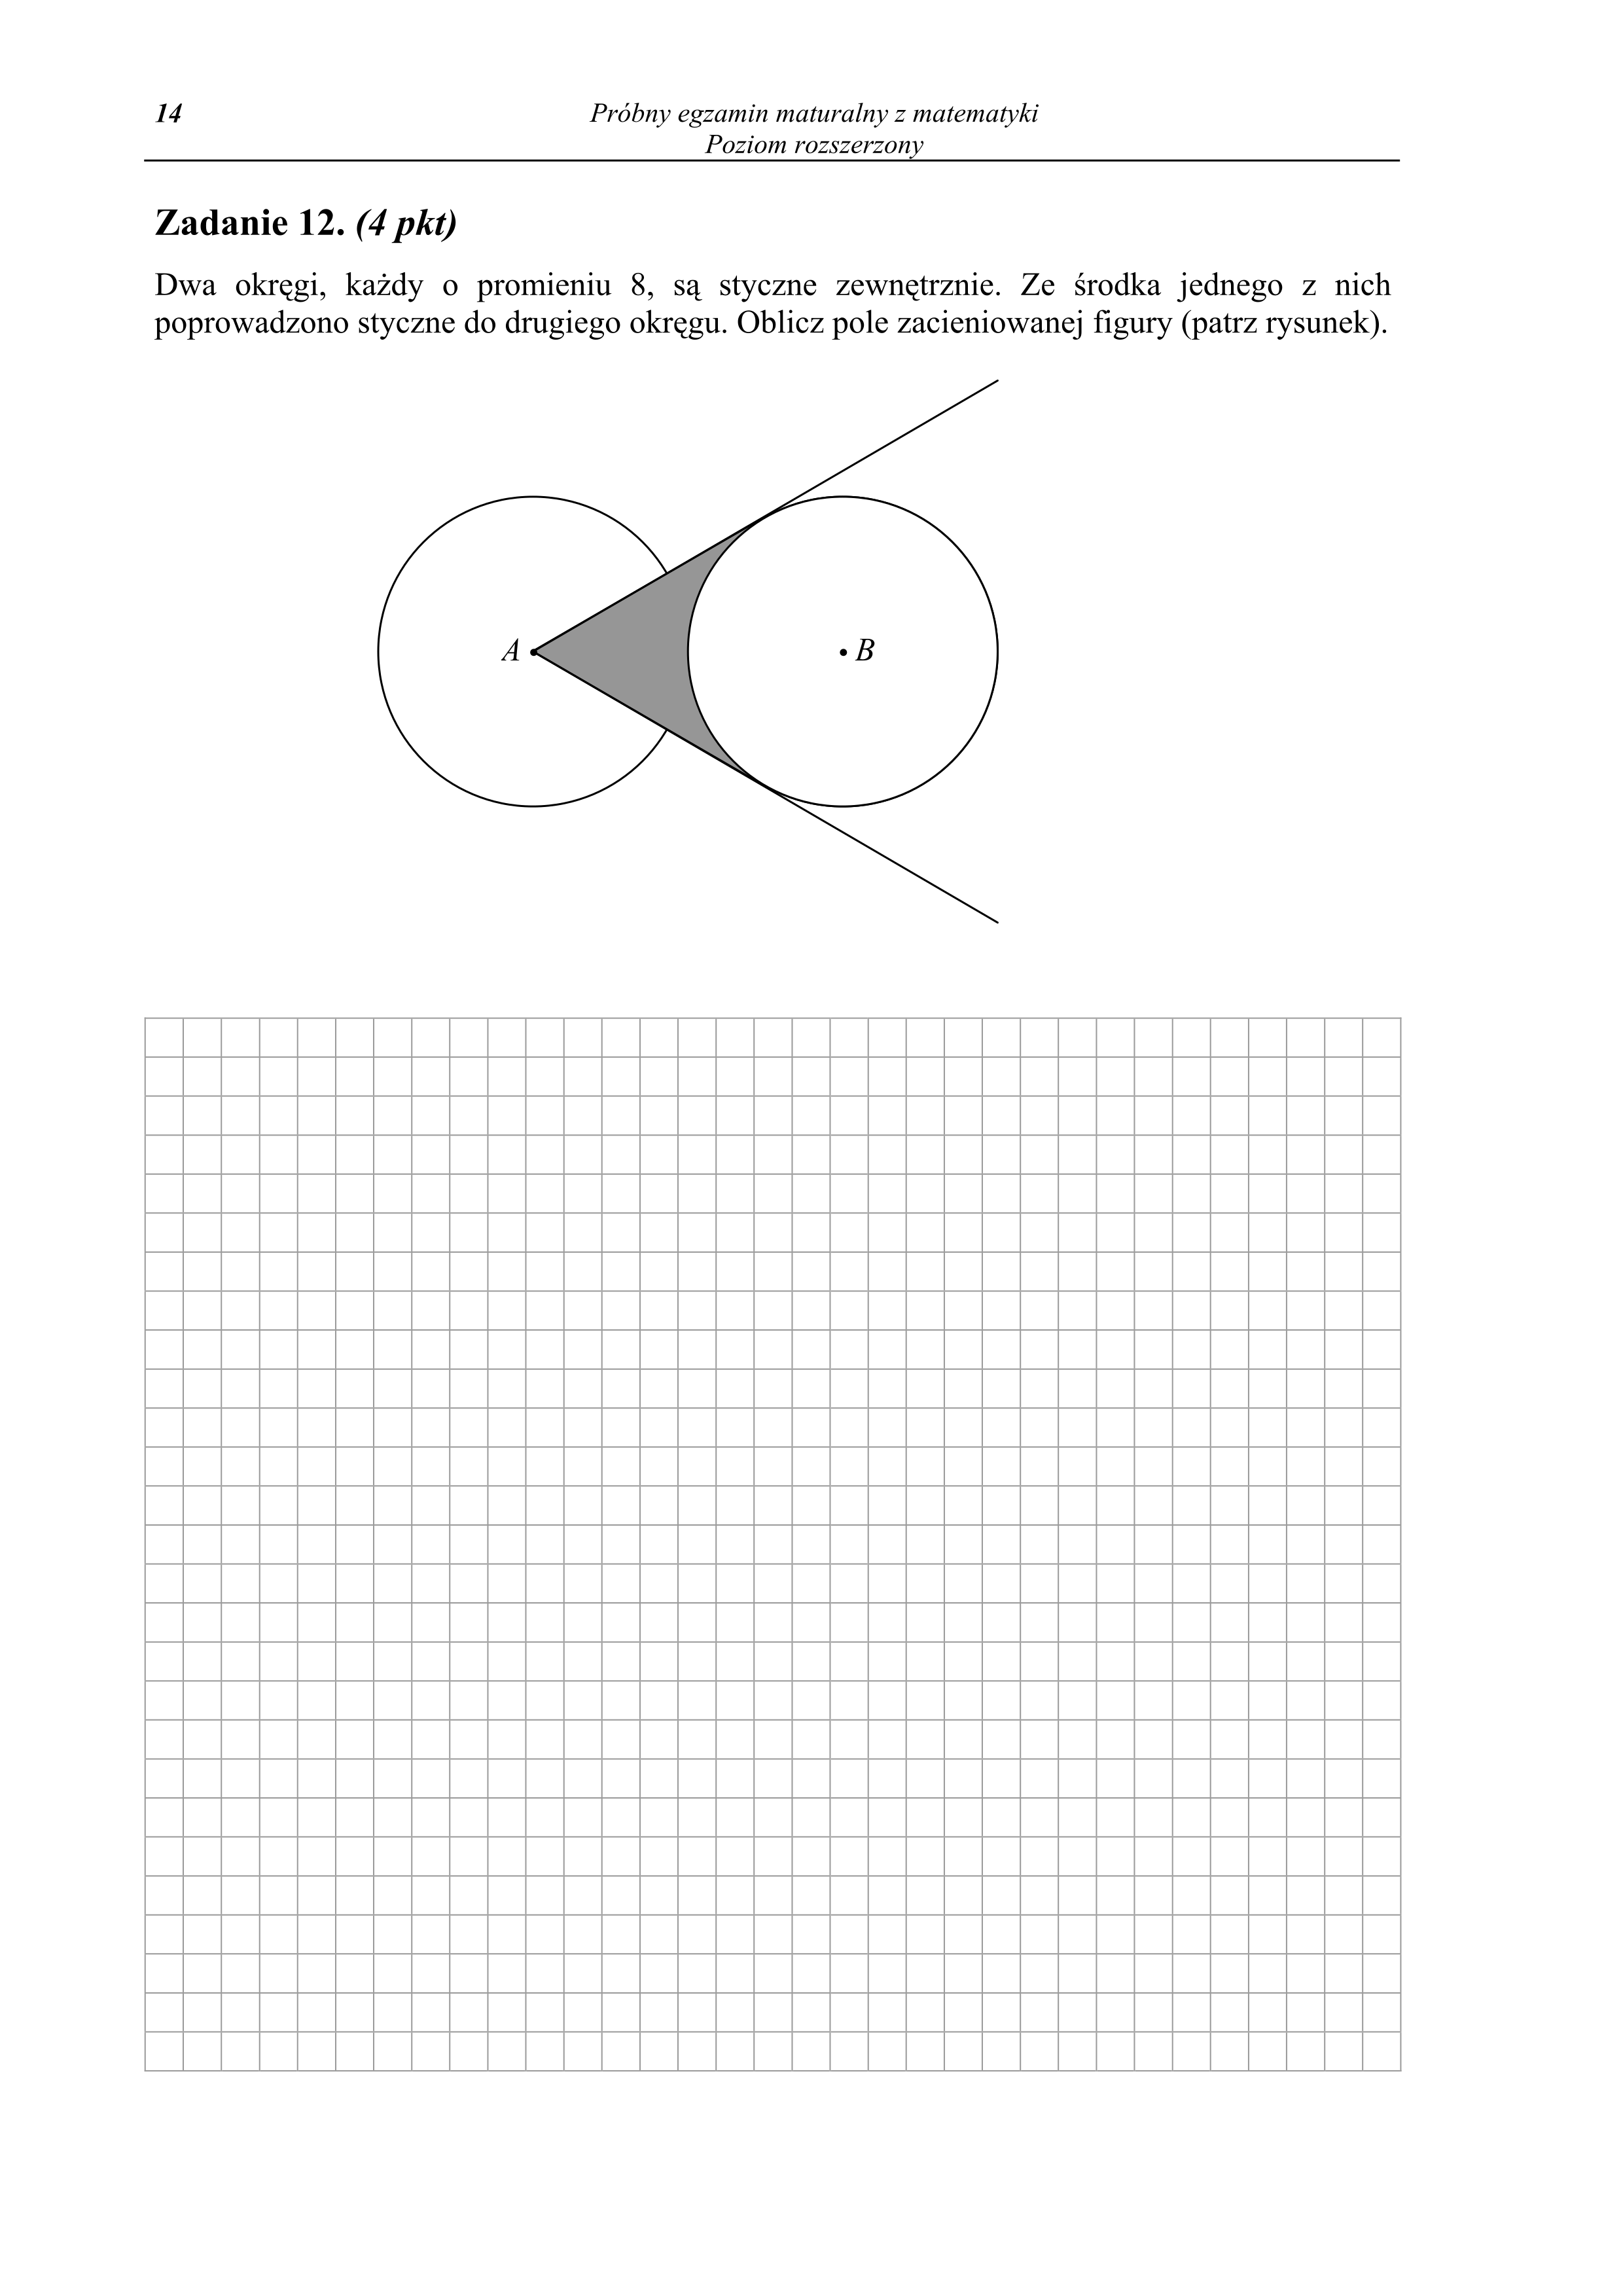 14
Próbny egzamin maturalny z matematyki
Poziom rozszerzony
Zadanie 12. (4 pkt)
Dwa okręgi, każdy o promieniu 8, są styczne zewnętrznie. Ze środka jednego z nich
poprowadzono styczne do drugiego okręgu. Oblicz pole zacieniowanej figury (patrz rysunek).
A
B